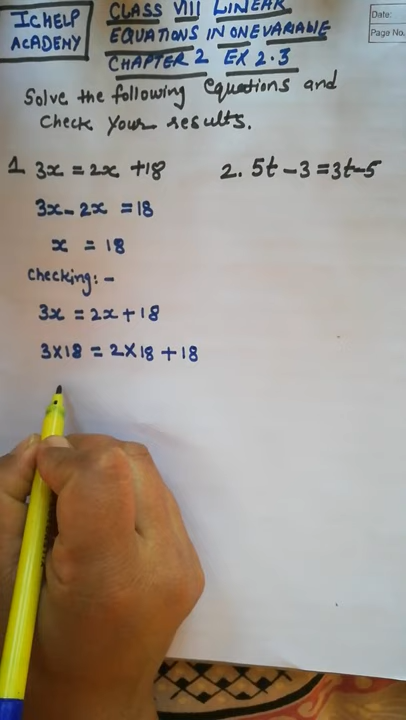 ICHELP
ACADEMY
CLASS VIII LINEAR
EQUATIONS IN ONE VARIABLE
CHAPTER 2 EX 2.3
Date:
Page No.
Solve the following Equations and
Check Your results.
1. 3x = 2x + 18
3x - 2x = 18
x = 18
Checking: -
3x = 2x + 18
3 x 18 = 2 x 18 + 18
2. 5t - 3 = 3t - 5